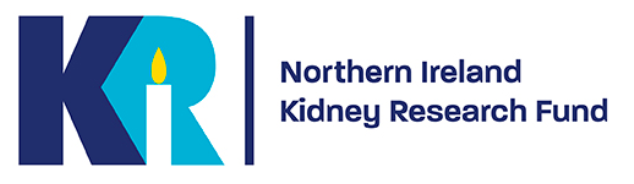 KR
Northern Ireland
Kidney Research Fund